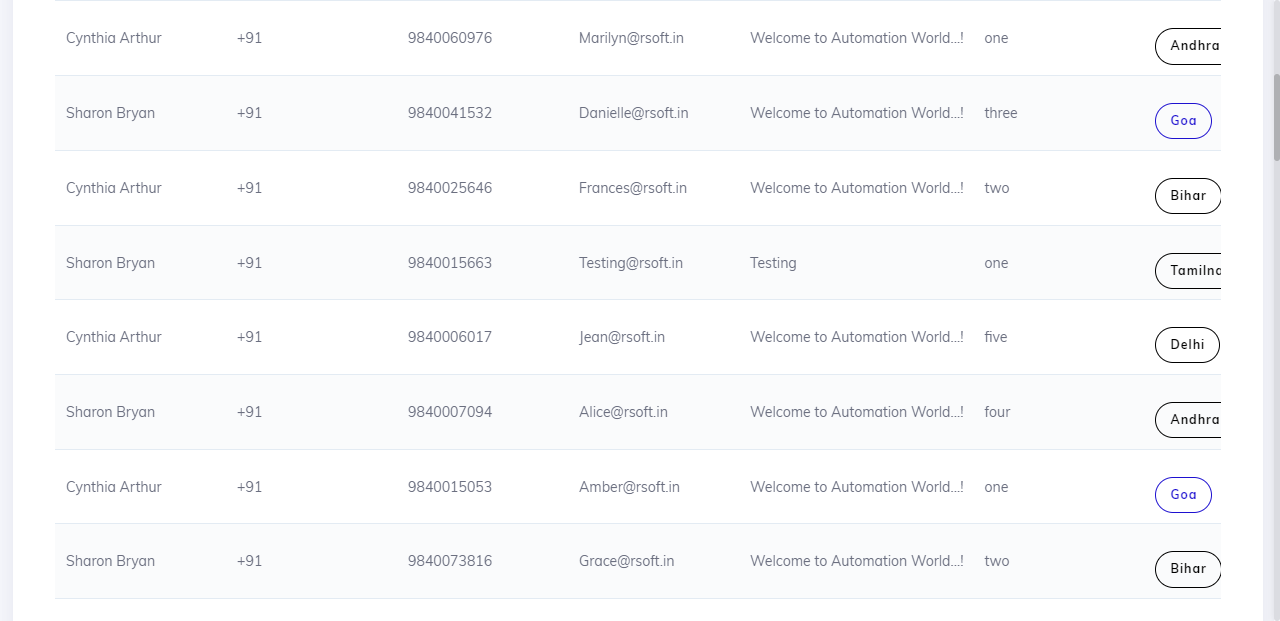 Cynthia Arthur +91 9840060976 Marilyn@rsoft.in Welcome to Automation World...! one Andhra
Sharon Bryan +91 9840041532 Danielle@rsoft.in Welcome to Automation World...! three Goa
Cynthia Arthur +91 9840025646 Frances@rsoft.in Welcome to Automation World...! two Bihar
Sharon Bryan +91 9840015663 Testing@rsoft.in Testing one Tamilna
Cynthia Arthur +91 9840006017 Jean@rsoft.in Welcome to Automation World...! five Delhi
Sharon Bryan +91 9840007094 Alice@rsoft.in Welcome to Automation World...! four Andhra
Cynthia Arthur +91 9840015053 Amber@rsoft.in Welcome to Automation World...! one Goa
Sharon Bryan +91 9840073816 Grace@rsoft.in Welcome to Automation World...! two Bihar